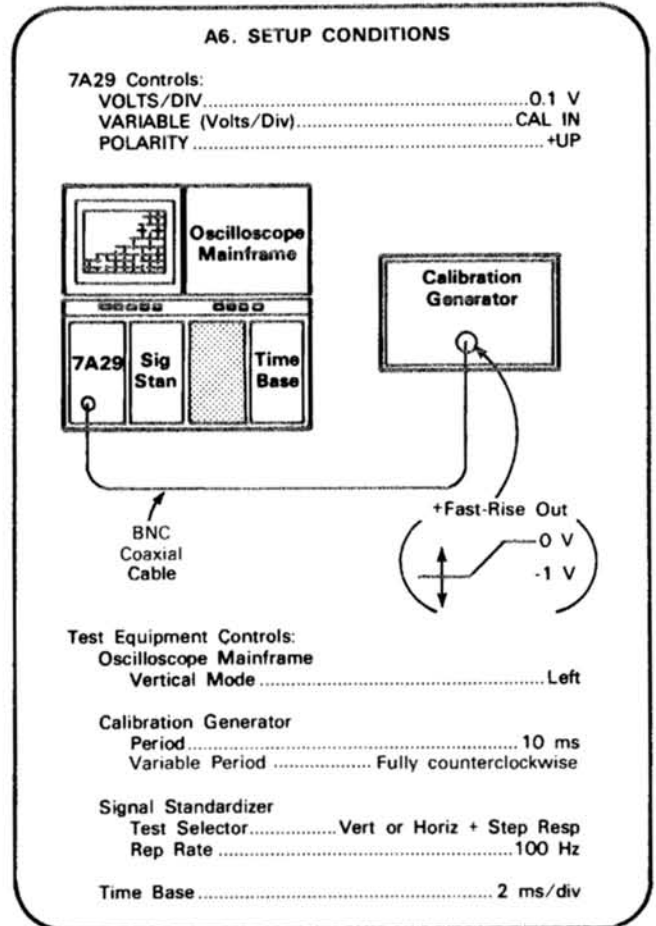 A6. SETUP CONDITIONS
7A29 Controls:
VOLTS/DIV..............................................................0.1 V
VARIABLE (Volts/Div).........................................CAL IN
POLARITY ................................................................+UP
Oscilloscope
Mainframe
7A29
Sig
Stan
Time
Base
Calibration
Generator
BNC
Coaxial
Cable
+Fast-Rise Out
0 V
-1 V
Test Equipment Controls:
Oscilloscope Mainframe
Vertical Mode ....................................................Left
Calibration Generator
Period............................................................10 ms
Variable Period .................. Fully counterclockwise
Signal Standardizer
Test Selector................Vert or Horiz + Step Resp
Rep Rate ......................................................100 Hz
Time Base......................................................2 ms/div